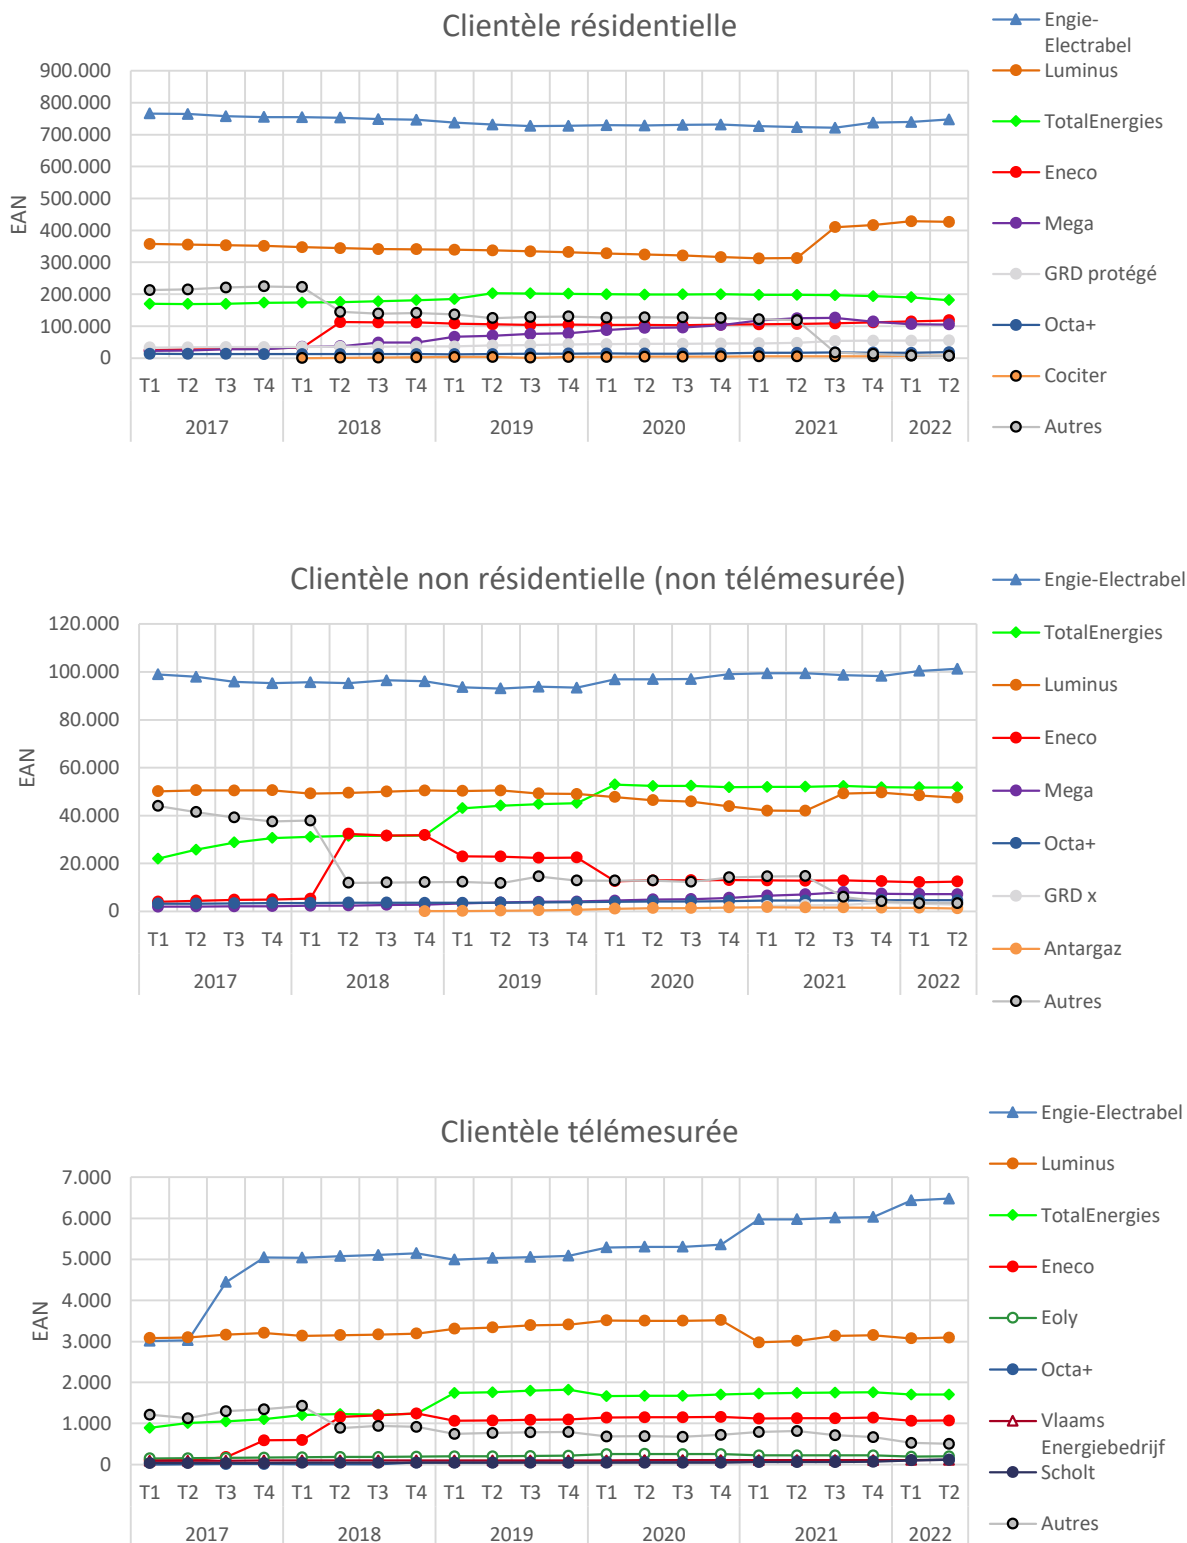 Clientèle résidentielle
900.000
800.000
700.000
600.000
500.000
400.000
300.000
200.000
100.000
0
EAN
T1 T2 T3 T4 T1 T2 T3 T4 T1 T2 T3 T4 T1 T2 T3 T4 T1 T2 T3 T4 T1 T2
2017 2018 2019 2020 2021 2022
Engie-
Electrabel
Luminus
TotalEnergies
Eneco
Mega
GRD protégé
Octa+
Cociter
Autres
Clientèle non résidentielle (non télémesurée)
120.000
100.000
80.000
60.000
40.000
20.000
0
EAN
T1 T2 T3 T4 T1 T2 T3 T4 T1 T2 T3 T4 T1 T2 T3 T4 T1 T2 T3 T4 T1 T2
2017 2018 2019 2020 2021 2022
Engie-Electrabel
TotalEnergies
Luminus
Eneco
Mega
Octa+
GRD x
Antargaz
Autres
Clientèle télémesurée
7.000
6.000
5.000
4.000
3.000
2.000
1.000
0
EAN
T1 T2 T3 T4 T1 T2 T3 T4 T1 T2 T3 T4 T1 T2 T3 T4 T1 T2 T3 T4 T1 T2
2017 2018 2019 2020 2021 2022
Engie-Electrabel
Luminus
TotalEnergies
Eneco
Eoly
Octa+
Vlaams
Energiebedrijf
Scholt
Autres